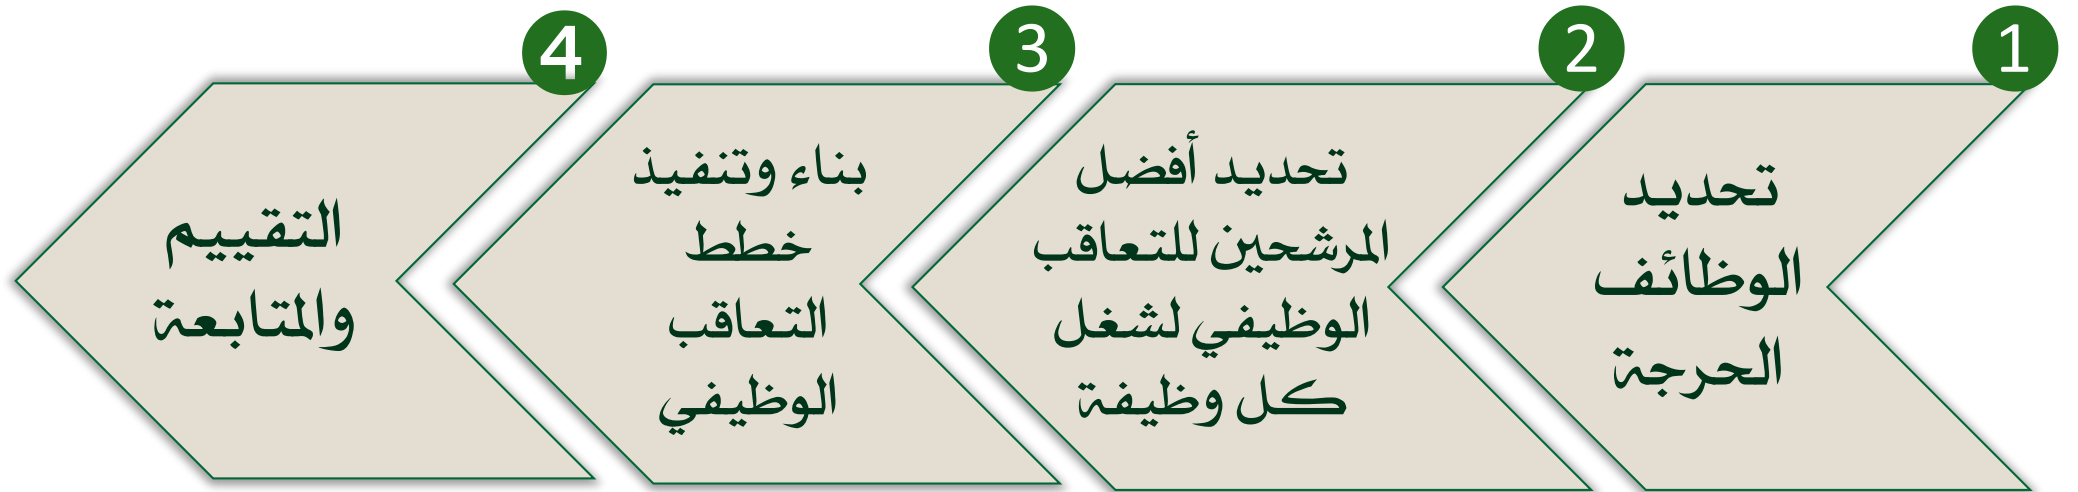 1
تحديد
الوظائف
الحرجة
2
تحديد أفضل
المرشحين للتعاقب
الوظيفي لشغل
كل وظيفة
3
بناء وتنفيذ
خطط
التعاقب
الوظيفي
4
التقييم
والمتابعة